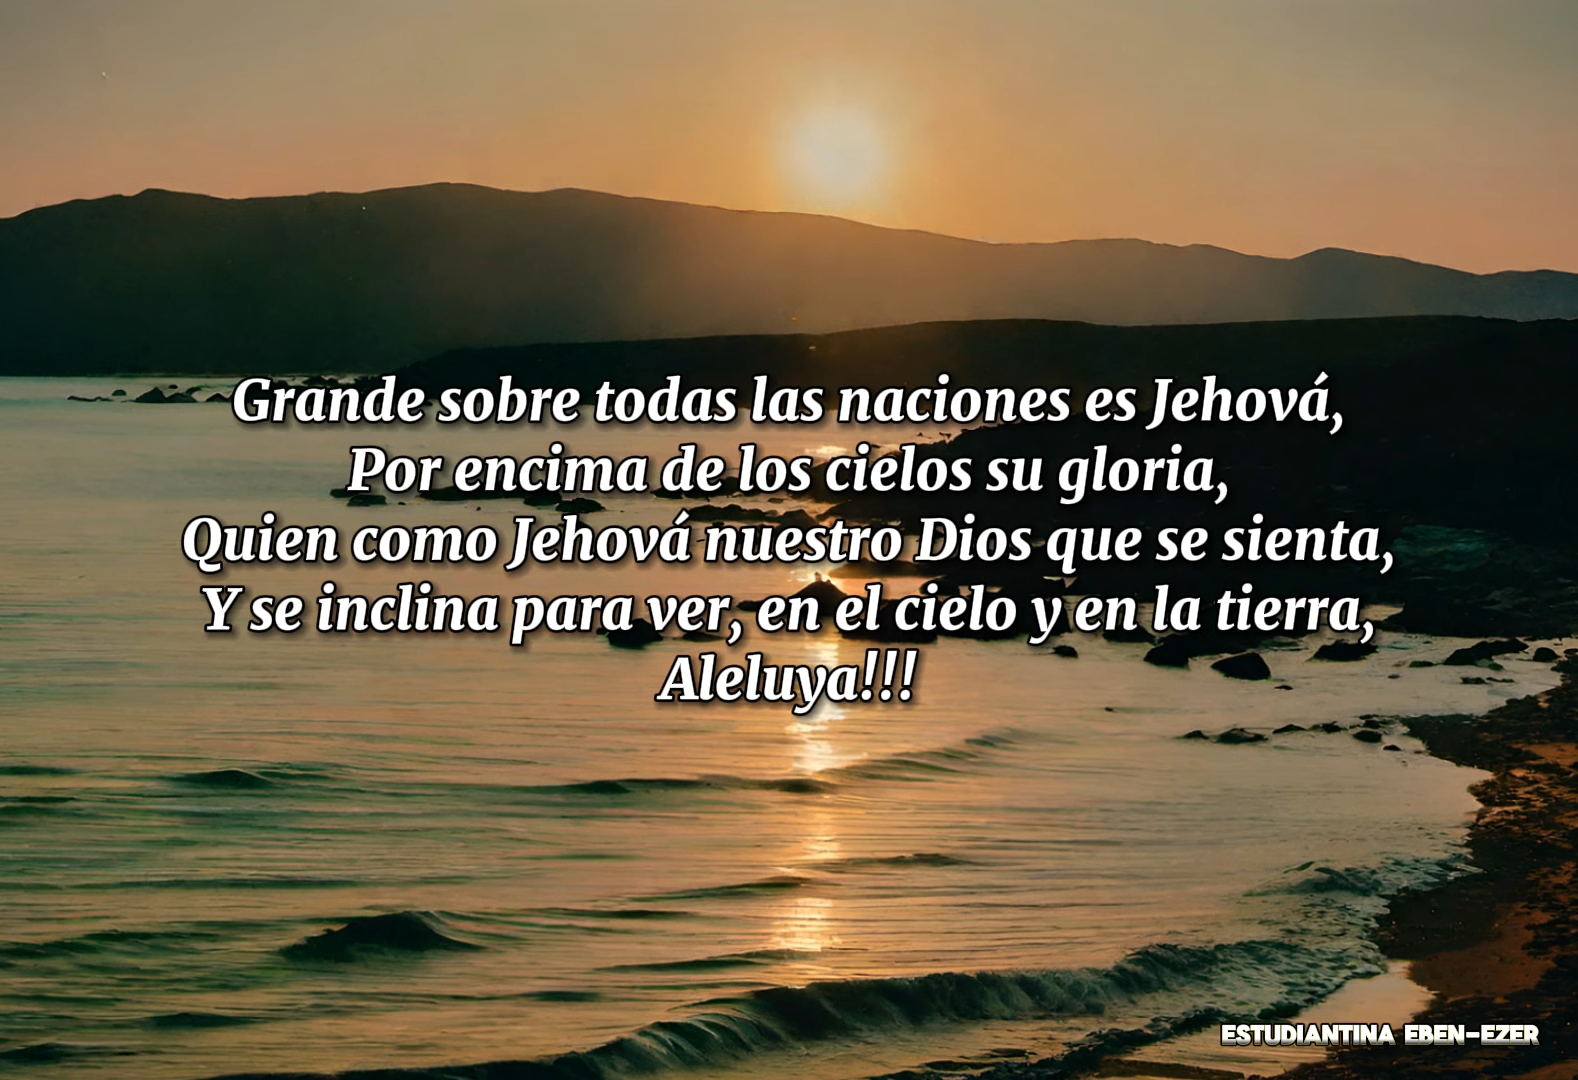 Grande sobre todas las naciones es Jehová,
Por encima de los cielos su gloria,
Quien como Jehová nuestro Dios que se sienta,
Y se inclina para ver, en el cielo y en la tierra,
Aleluya!!!
ESTUDIANTINA EBEN-EZER